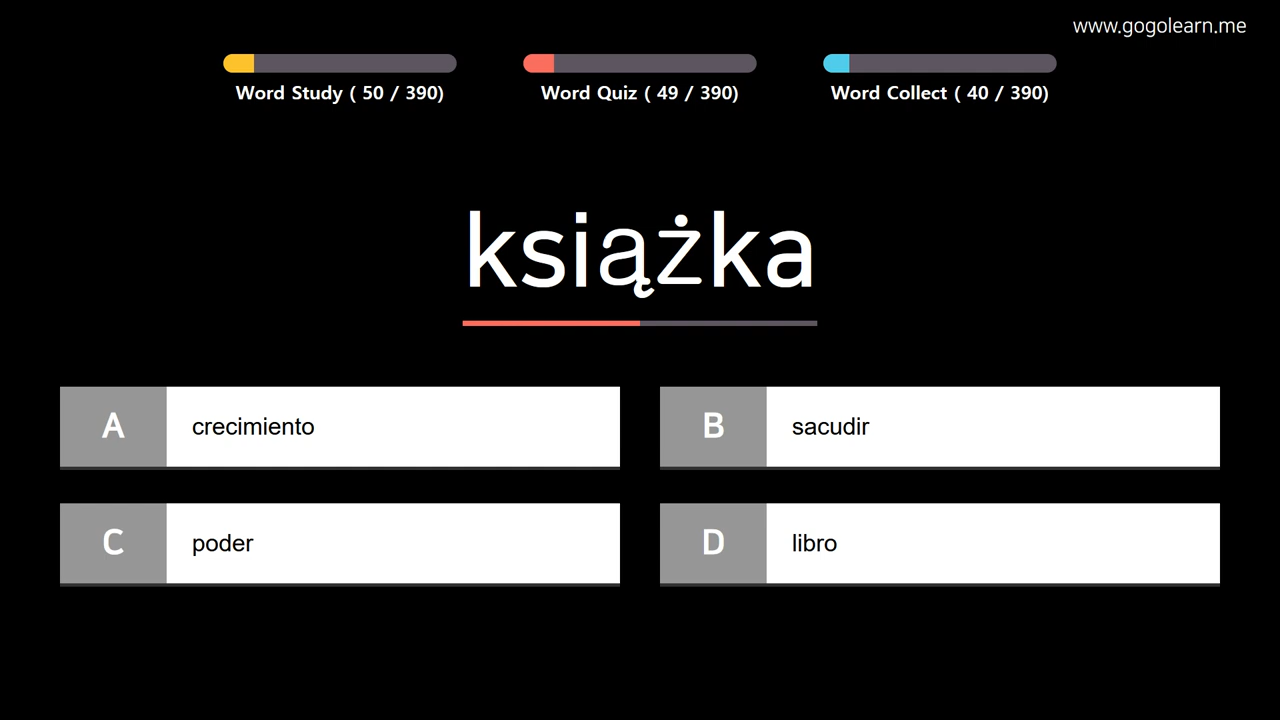 www.gogolearn.me
Word Study ( 50 / 390)
Word Quiz ( 49 / 390)
Word Collect ( 40 / 390)
książka
A crecimiento
B sacudir
C poder
D libro